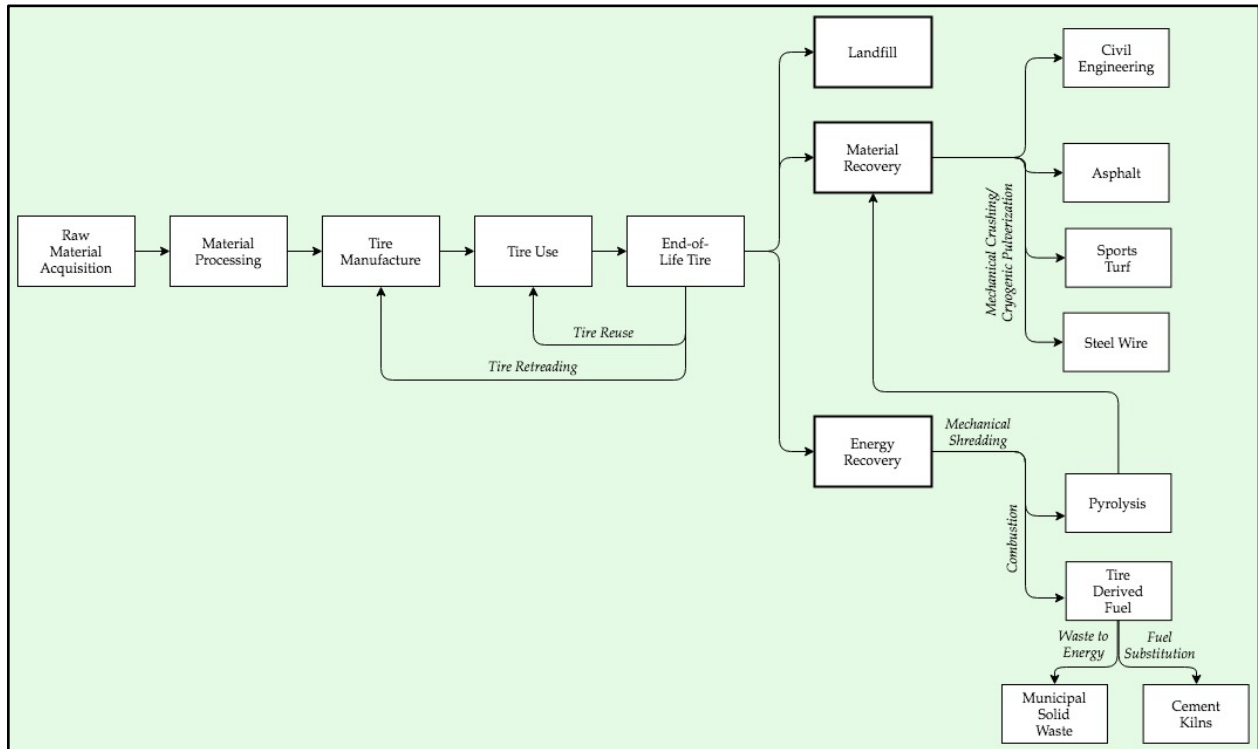 Landfill
Civil
Engineering
Material
Recovery
Asphalt
Mechanical Crushing/
Cryogenic Pulverization
Raw
Material
Acquisition
Material
Processing
Tire
Manufacture
Tire Use
End-of-
Life Tire
Sports
Turf
Tire Reuse
Steel Wire
Tire Retreading
Energy
Recovery
Mechanical
Shredding
Pyrolysis
Combustion
Tire
Derived
Fuel
Waste to
Energy
Fuel
Substitution
Municipal
Solid
Waste
Cement
Kilns